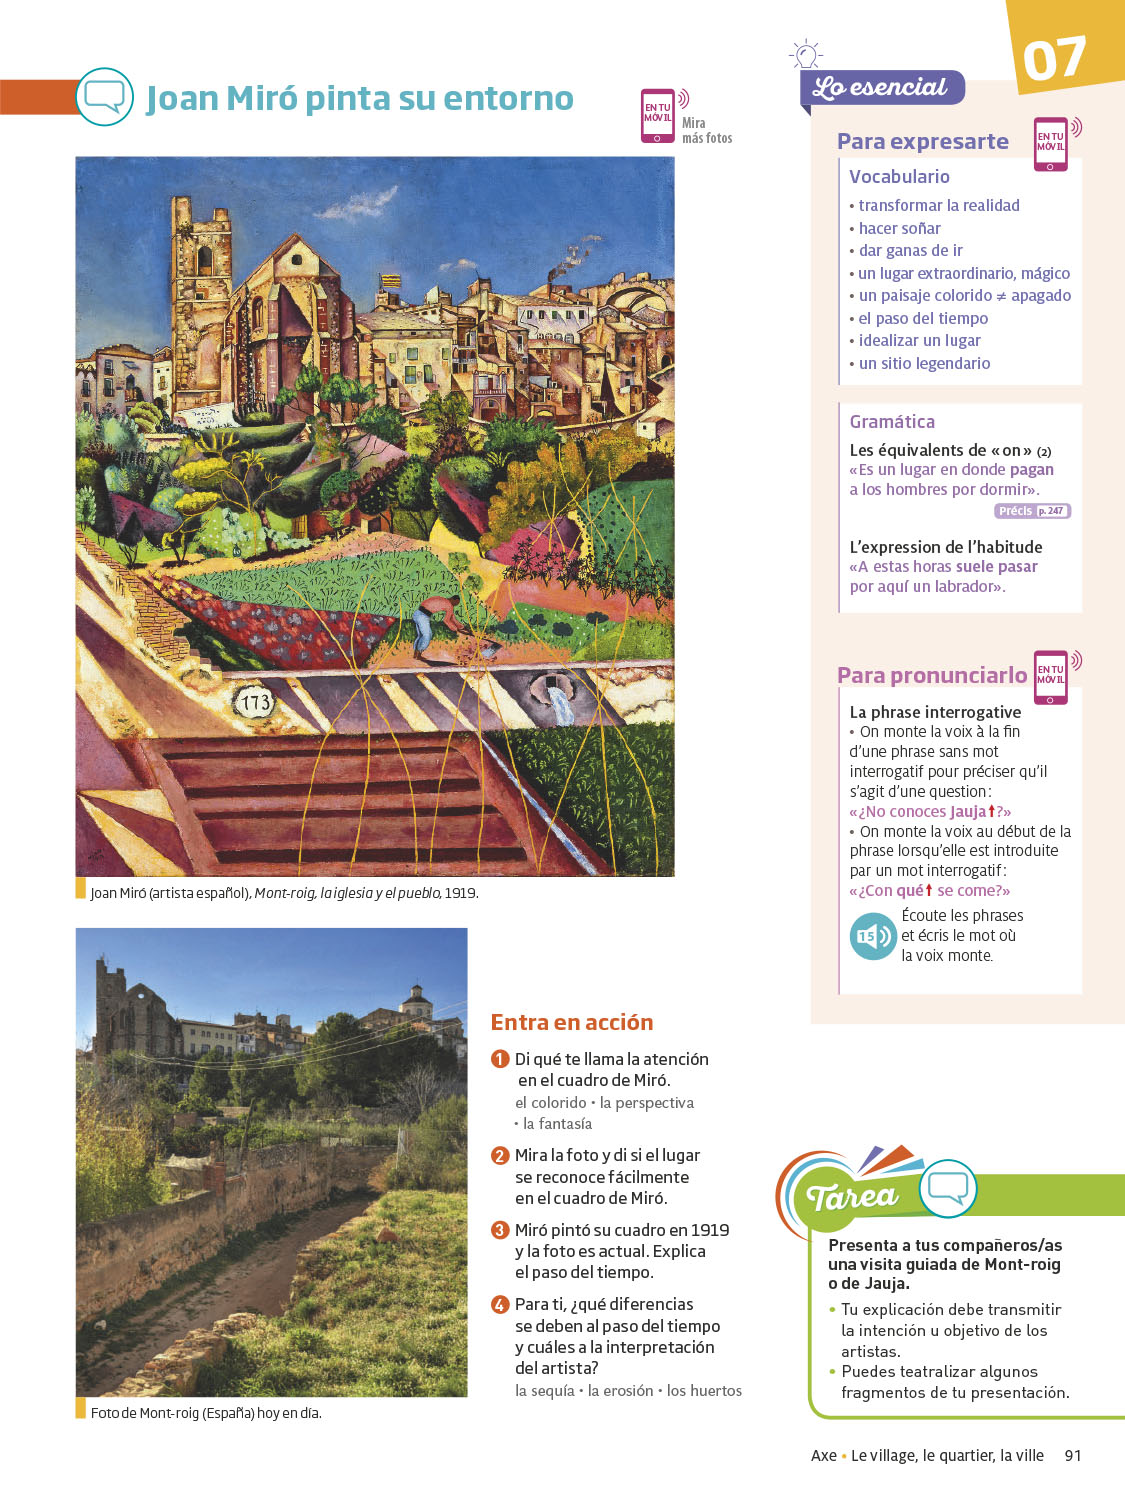 07
Joan Miró pinta su entorno
EN TU
MÓVIL
Mira
más fotos
173
Joan Miró (artista español), Mont-roig, la iglesia y el pueblo, 1919.
Foto de Mont-roig (España) hoy en día.
Entra en acción
1 Di qué te llama la atención
en el cuadro de Miró.
el colorido • la perspectiva
• la fantasía
2 Mira la foto y di si el lugar
se reconoce fácilmente
en el cuadro de Miró.
3 Miró pintó su cuadro en 1919
y la foto es actual. Explica
el paso del tiempo.
4 Para ti, ¿qué diferencias
se deben al paso del tiempo
y cuáles a la interpretación
del artista?
la sequía • la erosión • los huertos
Lo esencial
Para expresarte
EN TU
MÓVIL
Vocabulario
• transformar la realidad
• hacer soñar
• dar ganas de ir
• un lugar extraordinario, mágico
• un paisaje colorido ≠ apagado
• el paso del tiempo
• idealizar un lugar
• un sitio legendario
Gramática
Les équivalents de « on » (2)
«Es un lugar en donde pagan
a los hombres por dormir».
Précis p. 247
L'expression de l'habitude
«A estas horas suele pasar
por aquí un labrador».
Para pronunciarlo
EN TU
MÓVIL
La phrase interrogative
• On monte la voix à la fin
d'une phrase sans mot
interrogatif pour préciser qu'il
s'agit d'une question :
«¿No conoces Jauja↑?»
• On monte la voix au début de la
phrase lorsqu'elle est introduite
par un mot interrogatif :
«¿Con qué↑ se come?»
15
Écoute les phrases
et écris le mot où
la voix monte.
Tarea
Presenta a tus compañeros/as
una visita guiada de Mont-roig
o de Jauja.
• Tu explicación debe transmitir
la intención u objetivo de los
artistas.
• Puedes teatralizar algunos
fragmentos de tu presentación.
Axe • Le village, le quartier, la ville 91